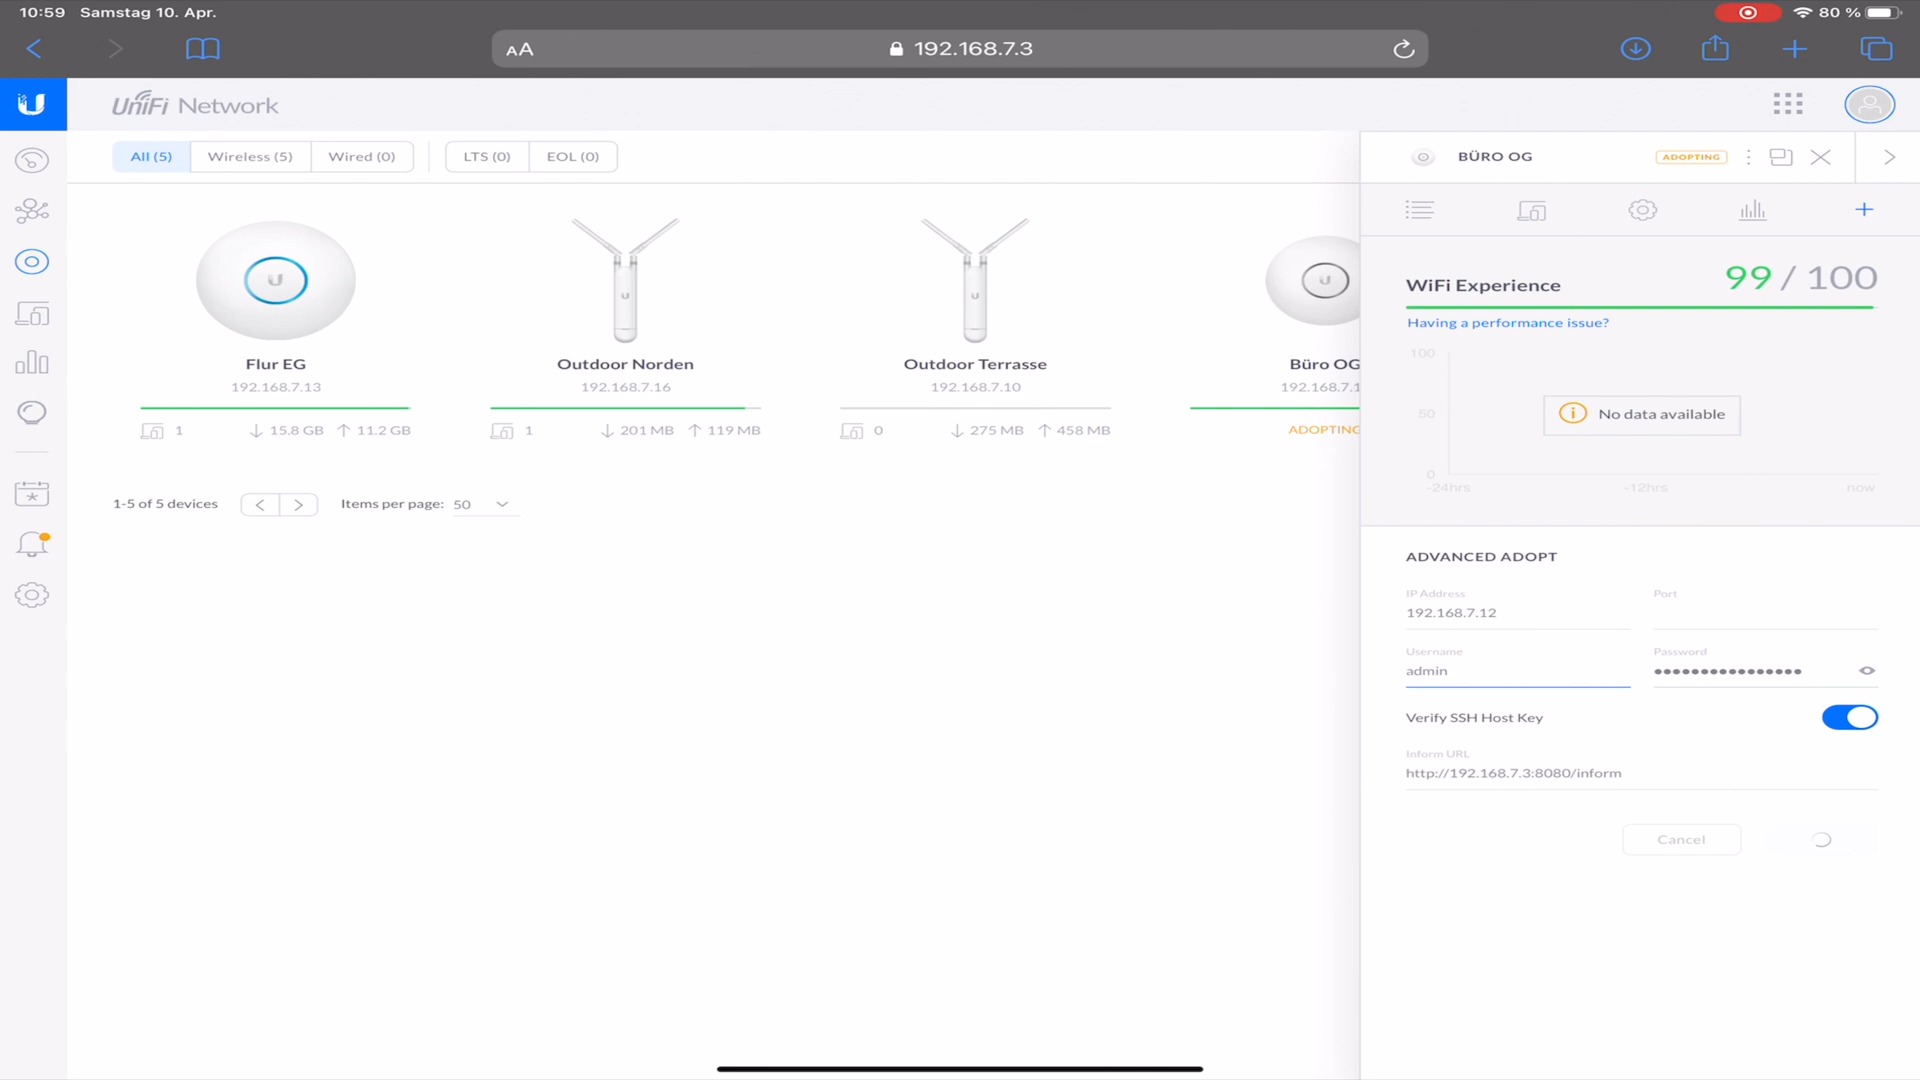 10:59 Samstag 10. Apr.
80 %
AA
192.168.7.3
UniFi Network
All (5)
Wireless (5)
Wired (0)
LTS (0)
EOL (0)
BÜRO OG
ADOPTING
Flur EG
192.168.7.13
1
15.8 GB
11.2 GB
Outdoor Norden
192.168.7.16
1
201 MB
119 MB
Outdoor Terrasse
192.168.7.10
0
275 MB
458 MB
Büro OG
192.168.7.1
ADOPTING
1-5 of 5 devices
Items per page: 50
WiFi Experience
99 / 100
Having a performance issue?
100
50
0
No data available
-24hrs
-12hrs
now
ADVANCED ADOPT
IP Address
192.168.7.12
Port
Username
admin
Password
Verify SSH Host Key
Inform URL
http://192.168.7.3:8080/inform
Cancel